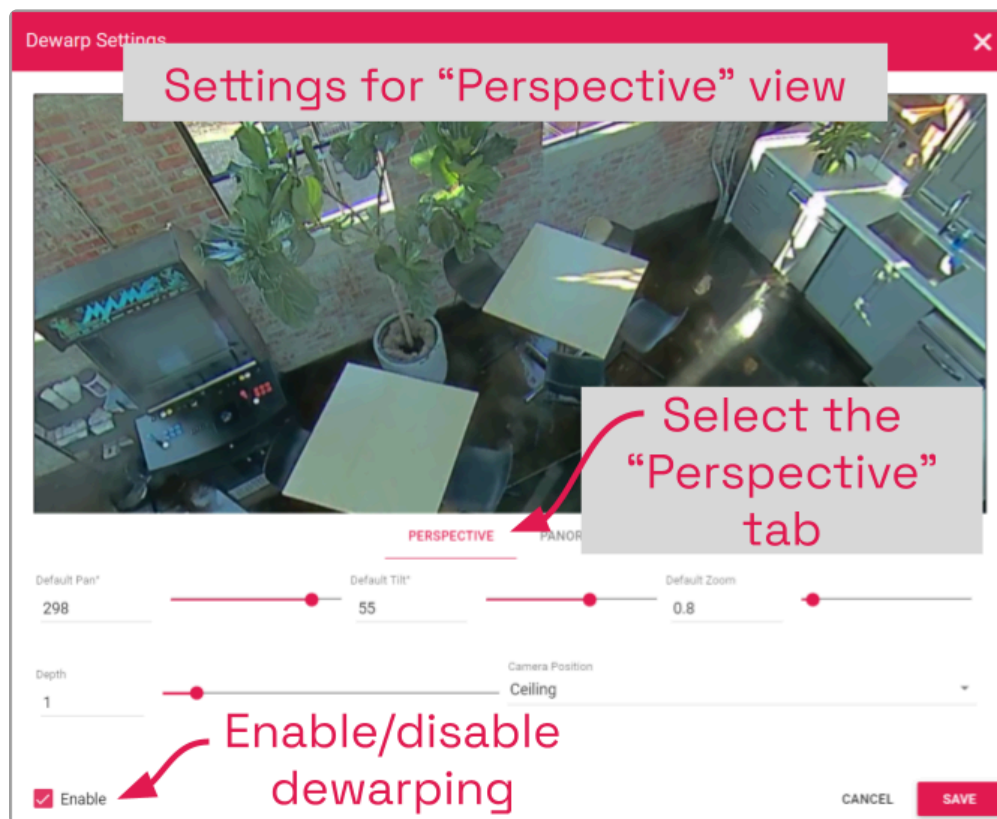 Dewarp Settings
Settings for “Perspective” view
MAME
Select the
“Perspective”
tab
PERSPECTIVE
Default Pan°
Default Tilt°
Default Zoom
298
55
0.8
Depth
Camera Position
1
Ceiling
Enable/disable
dewarping
Enable
CANCEL
SAVE